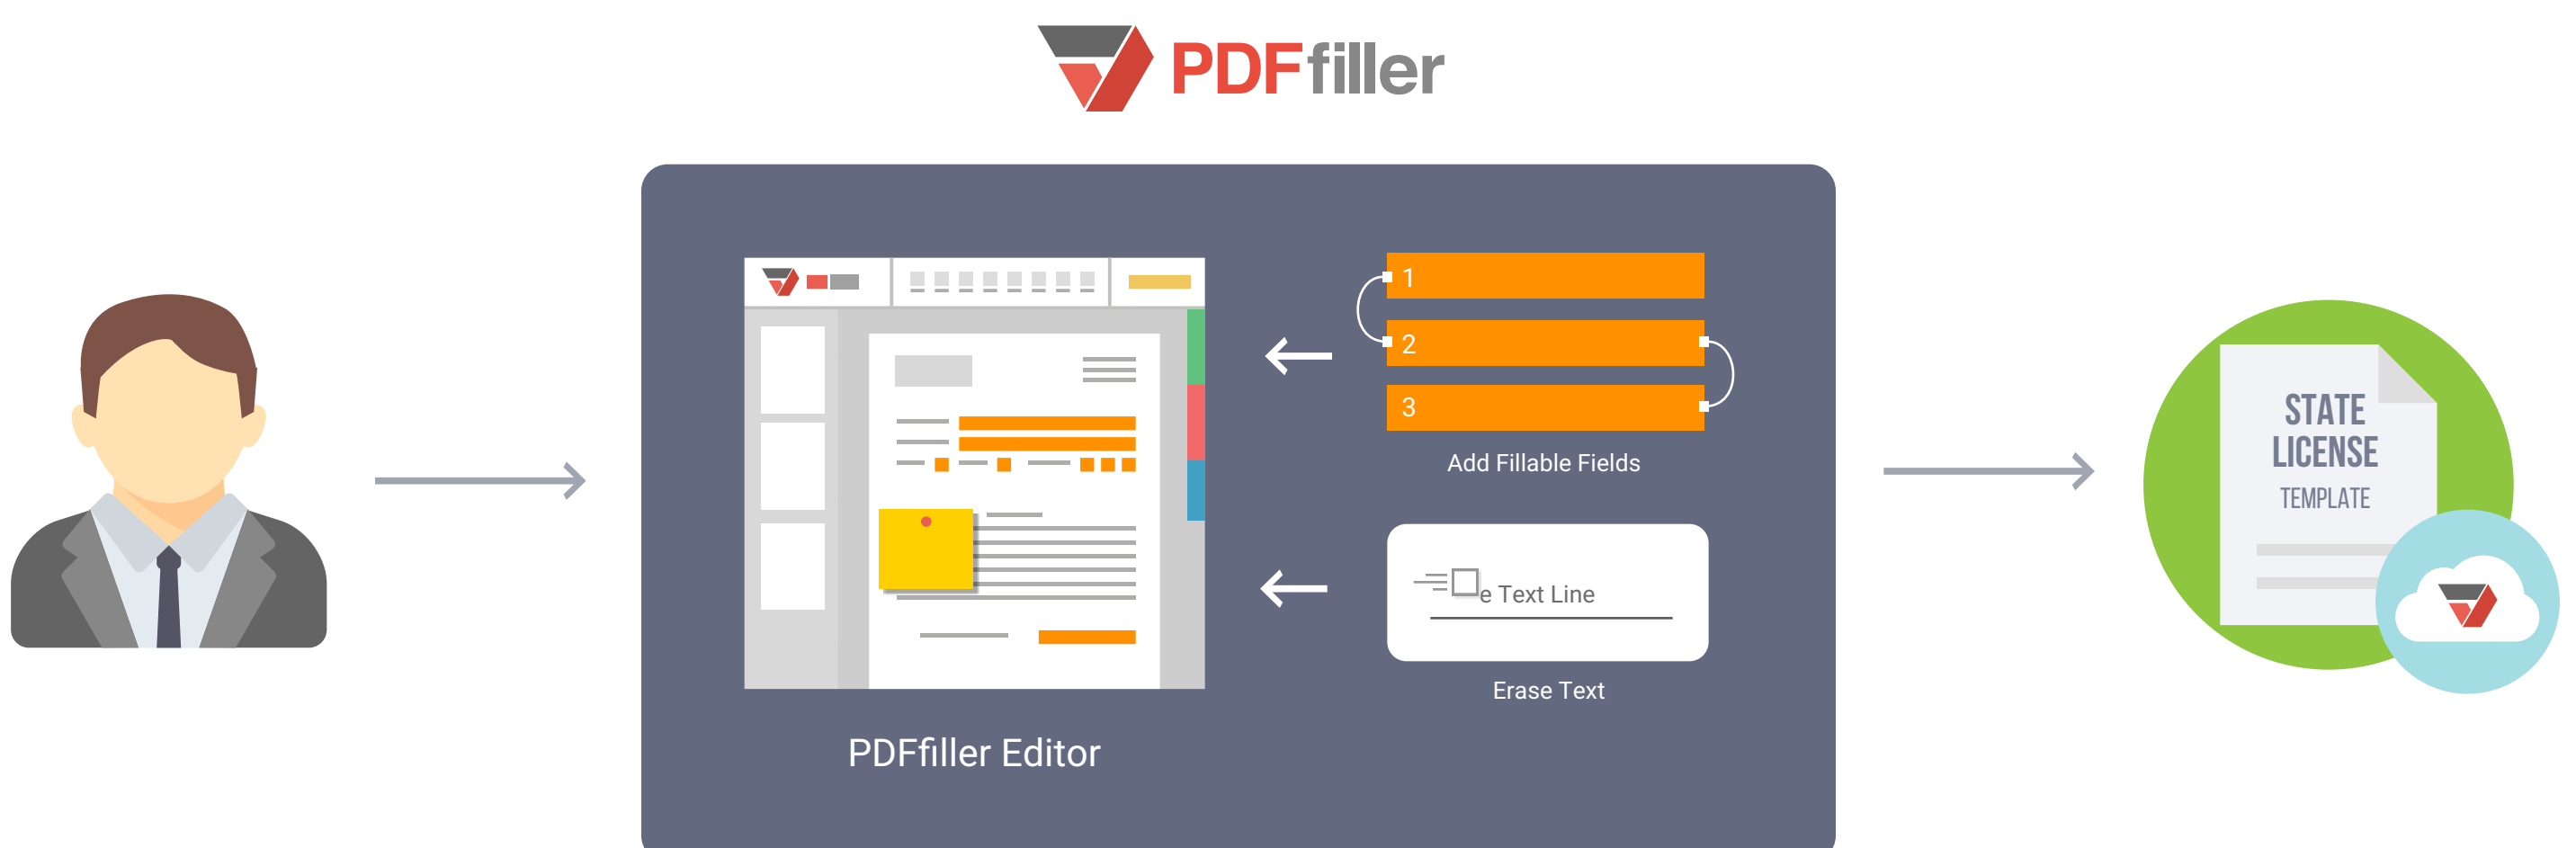 PDFfiller
1
2
3
Add Fillable Fields
e Text Line
Erase Text
PDFfiller Editor
STATE
LICENSE
TEMPLATE